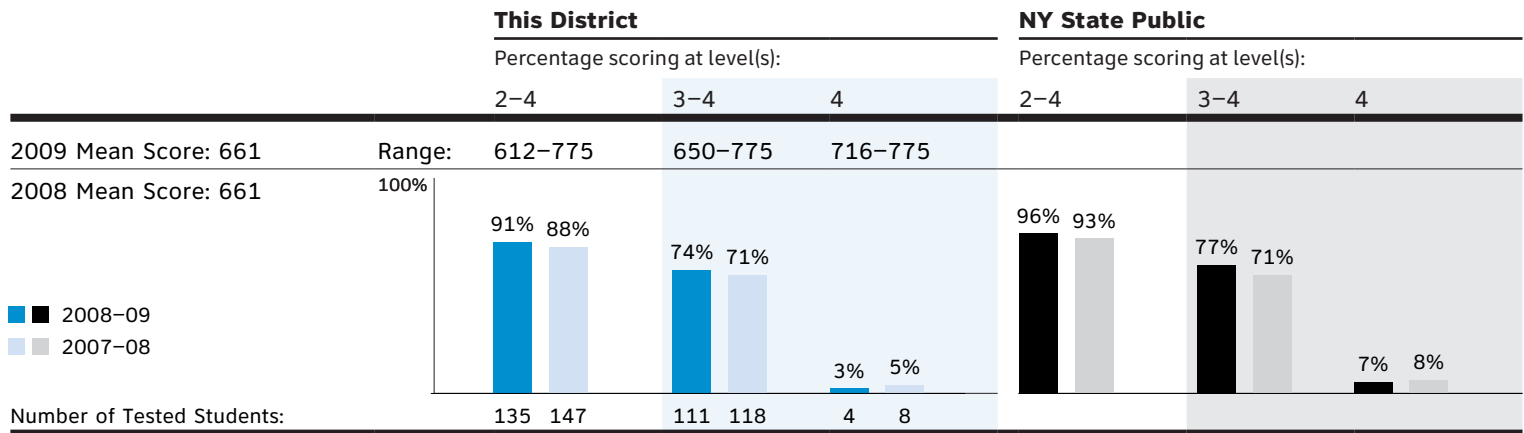 This District NY State Public
Percentage scoring at level(s): Percentage scoring at level(s):
2–4 3–4 4 2–4 3–4 4
2009 Mean Score: 661 Range: 612–775 650–775 716–775
2008 Mean Score: 661 100%
91% 88% 74% 71% 3% 5% 96% 93% 77% 71% 7% 8%
2008–09
2007–08
Number of Tested Students: 135 147 111 118 4 8